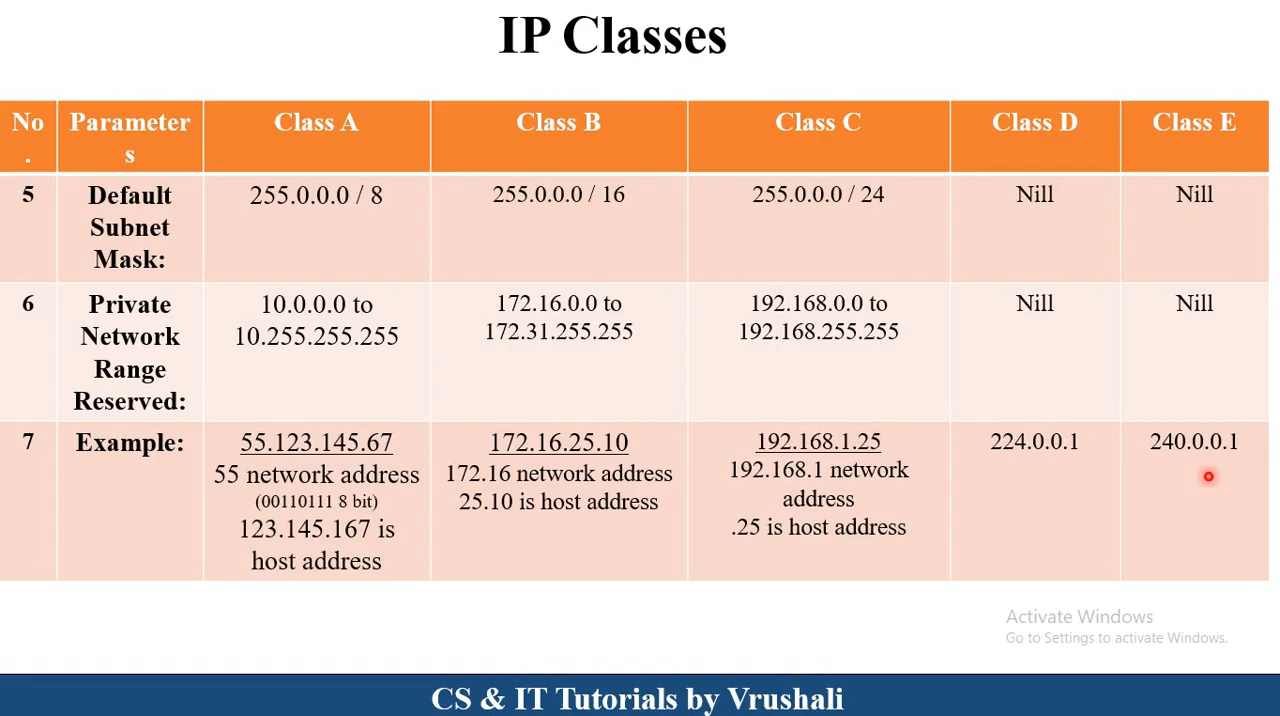 IP Classes
No Parameter Class A Class B Class C Class D Class E
. s
5 Default 255.0.0.0 / 8 255.0.0.0 / 16 255.0.0.0 / 24 Nill Nill
Subnet
Mask:
6 Private 10.0.0.0 to 172.16.0.0 to 192.168.0.0 to Nill Nill
Network 10.255.255.255 172.31.255.255 192.168.255.255
Range
Reserved:
7 Example: 55.123.145.67 172.16.25.10 192.168.1.25 224.0.0.1 240.0.0.1
55 network address 172.16 network address 192.168.1 network
(00110111 8 bit) 25.10 is host address address
123.145.167 is .25 is host address
host address
Activate Windows
Go to Settings to activate Windows.
CS & IT Tutorials by Vrushali